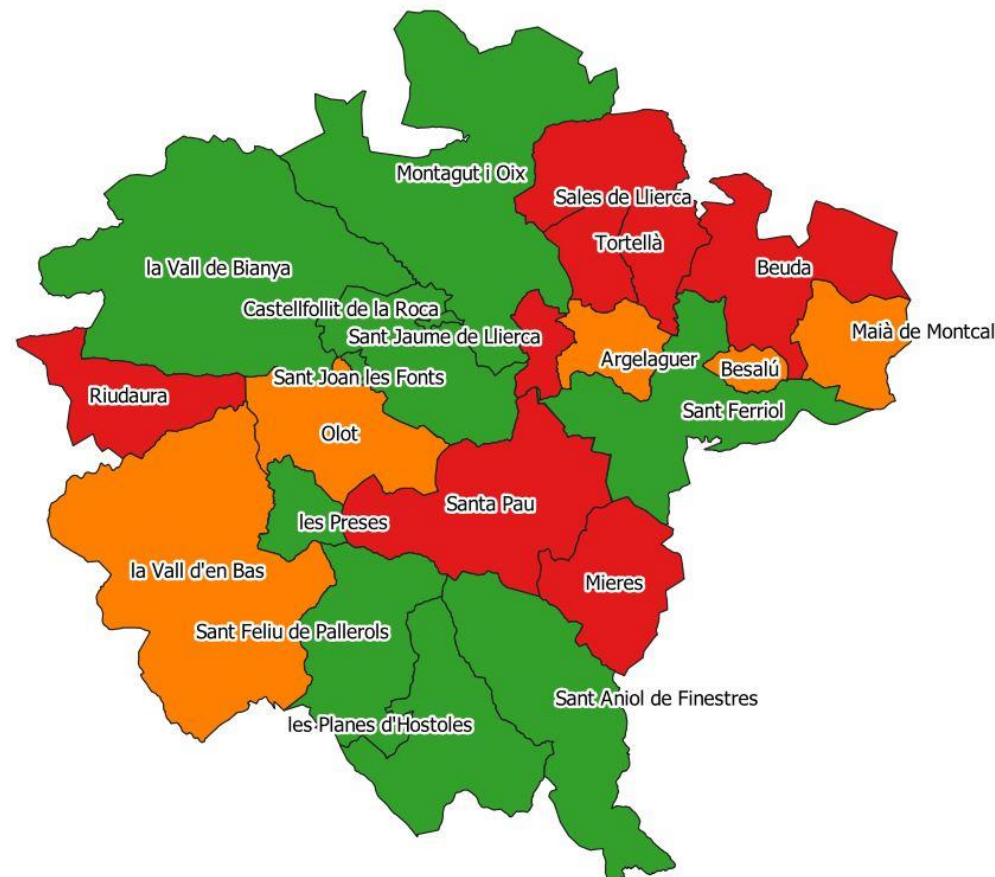 Montagut i Oix
Sales de Llierca
Tortellà
la Vall de Bianya
Beuda
Castellfollit de la Roca
Sant Jaume de Llierca
Maià de Montcal
Argelaguer
Besalú
Sant Joan les Fonts
Riudaura
Sant Ferriol
Olot
Santa Pau
les Preses
la Vall d'en Bas
Mieres
Sant Feliu de Pallerols
Sant Aniol de Finestres
les Planes d'Hostoles